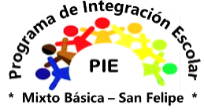 Programa de Integración Escolar
PIE
* Mixto Básica – San Felipe *